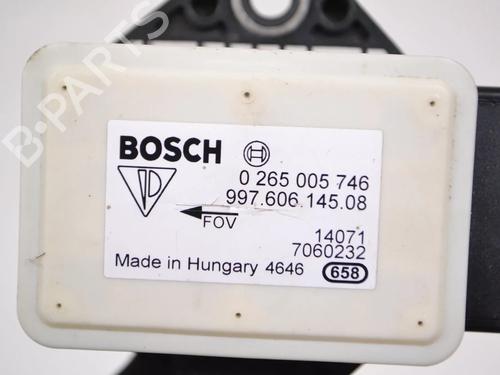 B-PARTS
BOSCH
0 265 005 746
997.606.145.08
FOV
14071
7060232
Made in Hungary 4646 658